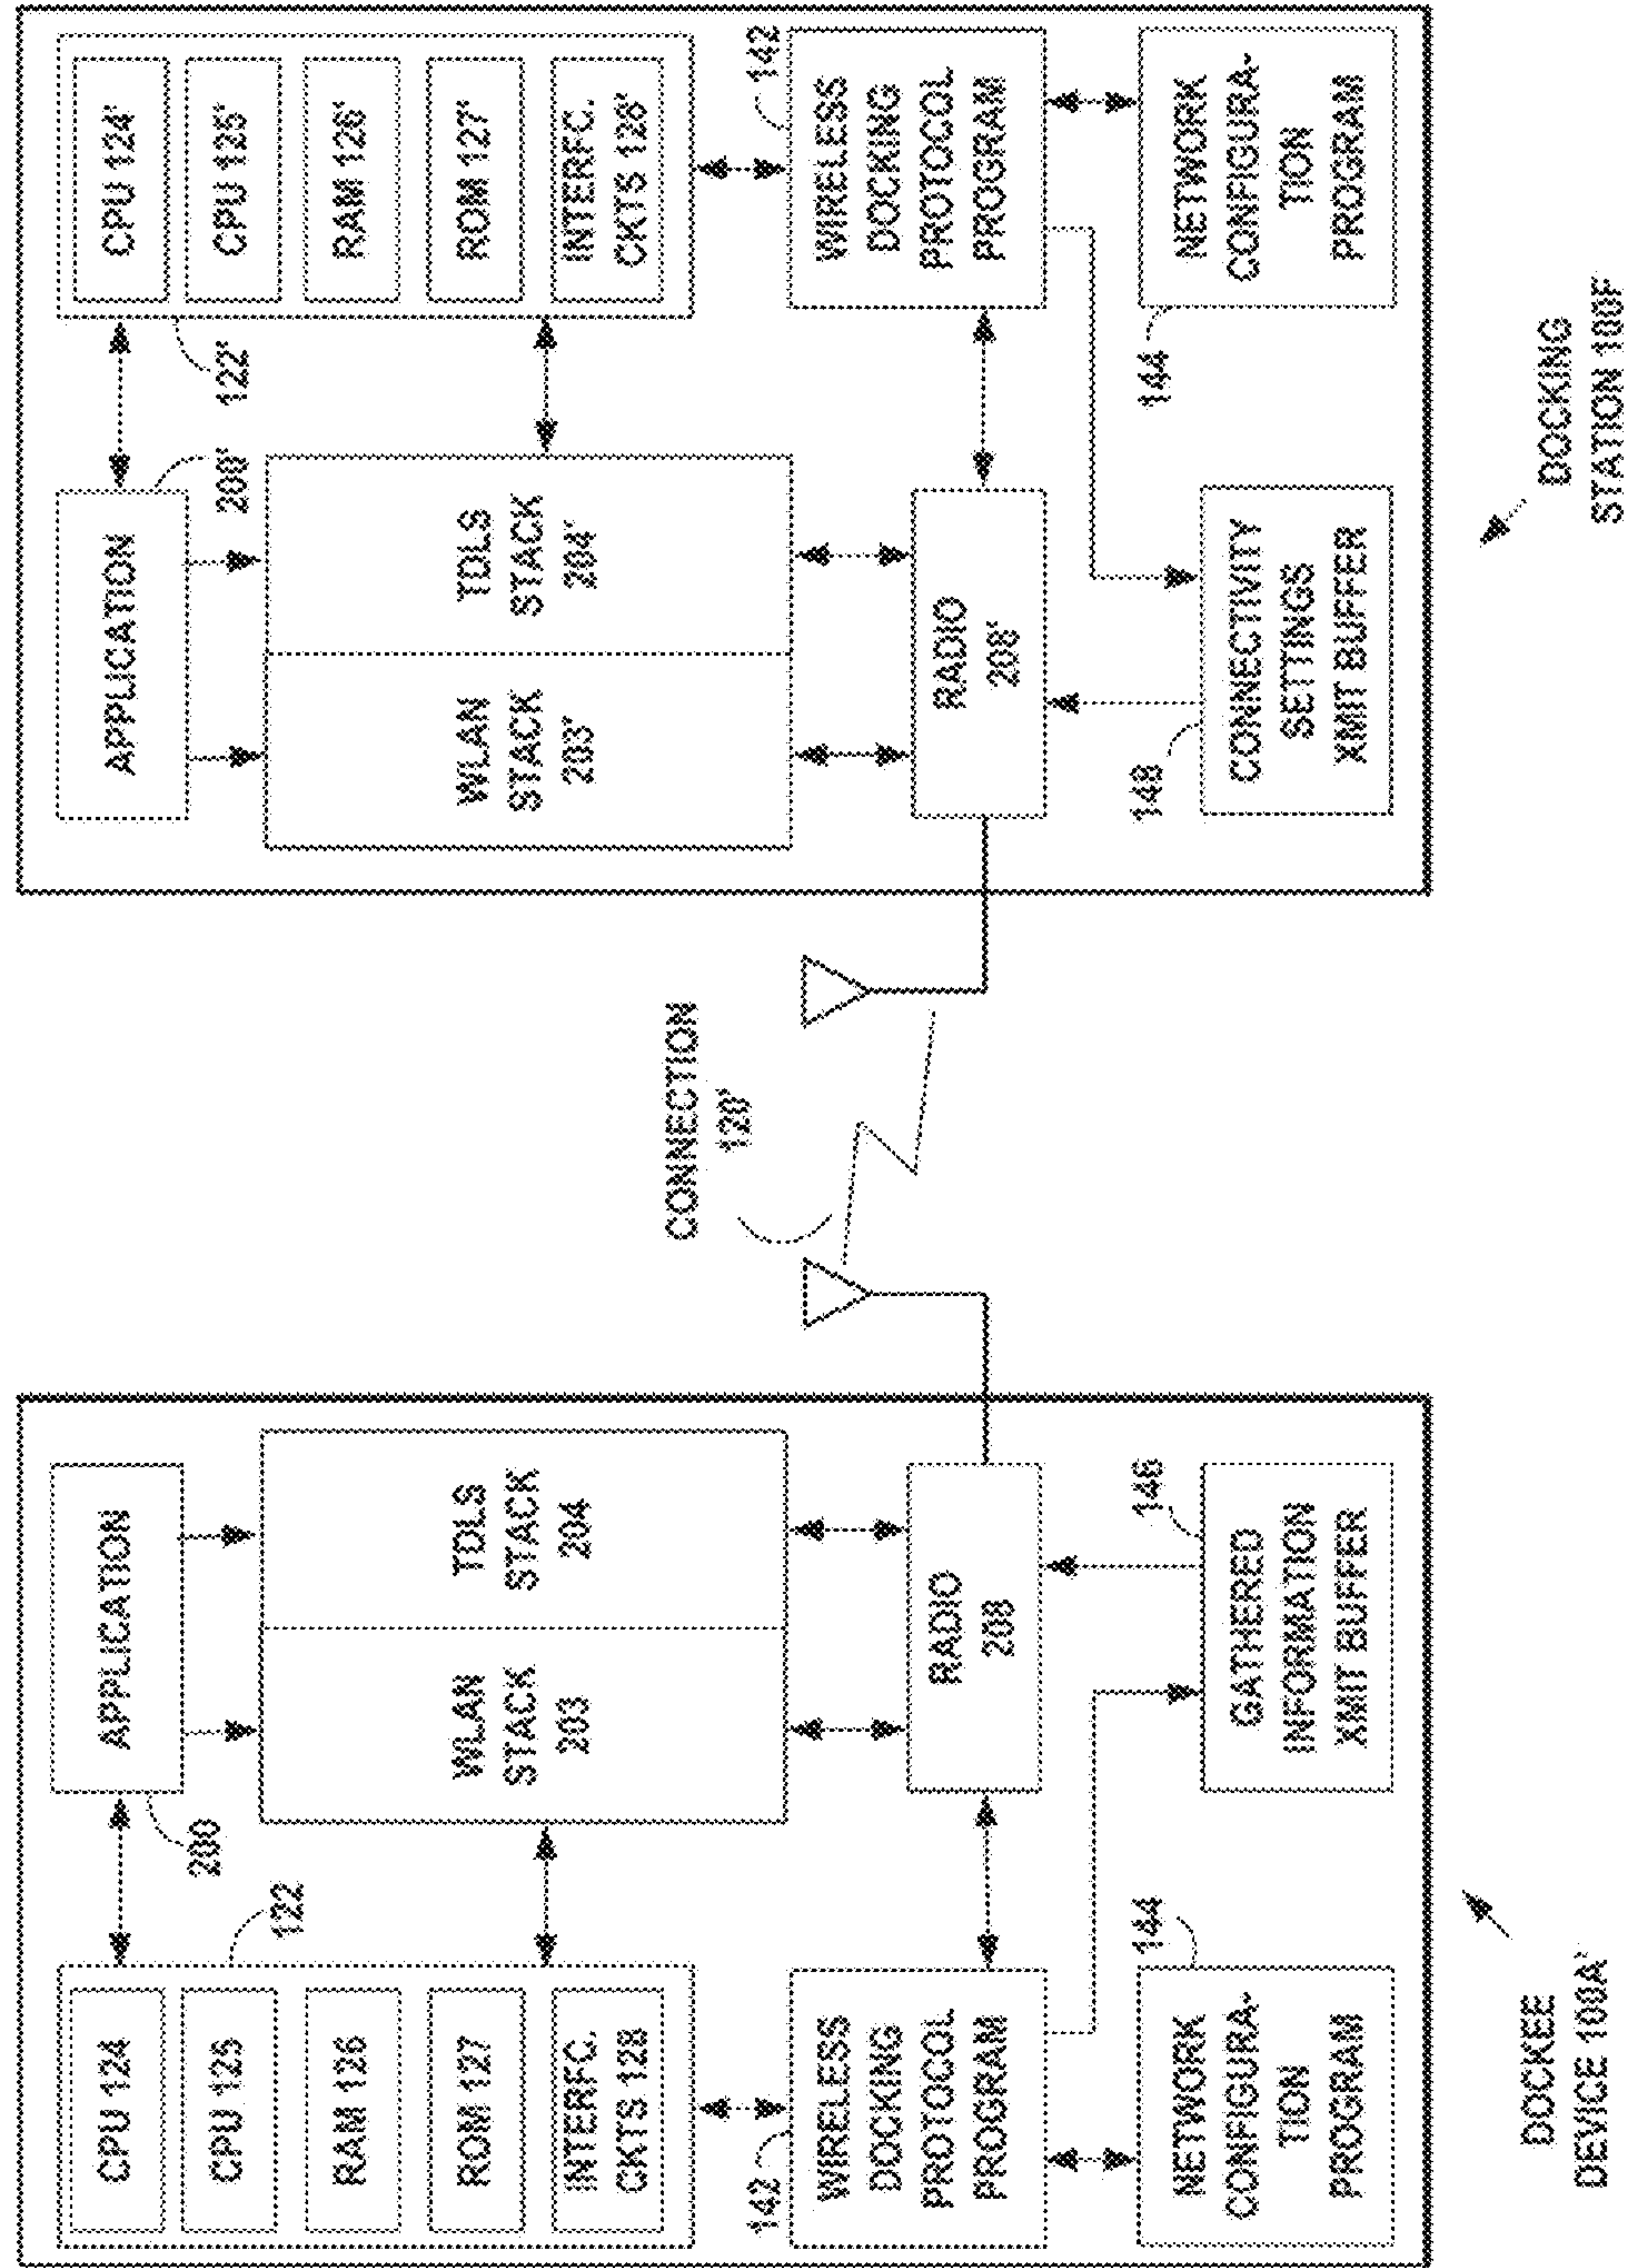 CPU 124
CPU 125
RAM 126
ROM 127
INTERFC.
CKTS 128
122
200
APPLICATION
WLAN
STACK
203
TDLS
STACK
204
142
WIRELESS
DOCKING
PROTOCOL
PROGRAM
RADIO
208
144
NETWORK
CONFIGURA-
TION
PROGRAM
146
GATHERED
INFORMATION
XMIT BUFFER
DOCKEE
DEVICE 100A'
CONNECTION
120'
APPLICATION
200'
122'
CPU 124'
CPU 125'
RAM 126'
ROM 127'
INTERFC.
CKTS 128'
WLAN
STACK
203'
TDLS
STACK
204'
RADIO
208'
142
WIRELESS
DOCKING
PROTOCOL
PROGRAM
148
CONNECTIVITY
SETTINGS
XMIT BUFFER
144
NETWORK
CONFIGURA-
TION
PROGRAM
DOCKING
STATION 100F